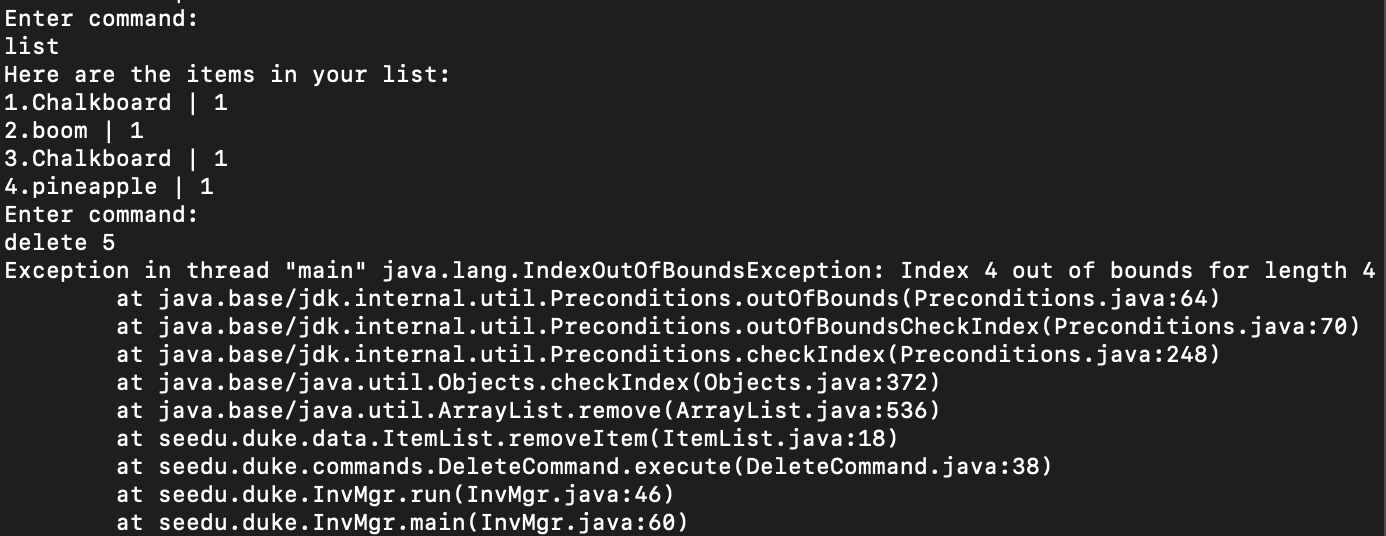 Enter command:
list
Here are the items in your list:
1.Chalkboard | 1
2.boom | 1
3.Chalkboard | 1
4.pineapple | 1
Enter command:
delete 5
Exception in thread "main" java.lang.IndexOutOfBoundsException: Index 4 out of bounds for length 4
        at java.base/jdk.internal.util.Preconditions.outOfBounds(Preconditions.java:64)
        at java.base/jdk.internal.util.Preconditions.outOfBoundsCheckIndex(Preconditions.java:70)
        at java.base/jdk.internal.util.Preconditions.checkIndex(Preconditions.java:248)
        at java.base/java.util.Objects.checkIndex(Objects.java:372)
        at java.base/java.util.ArrayList.remove(ArrayList.java:536)
        at seedu.duke.data.ItemList.removeItem(ItemList.java:18)
        at seedu.duke.commands.DeleteCommand.execute(DeleteCommand.java:38)
        at seedu.duke.InvMgr.run(InvMgr.java:46)
        at seedu.duke.InvMgr.main(InvMgr.java:60)